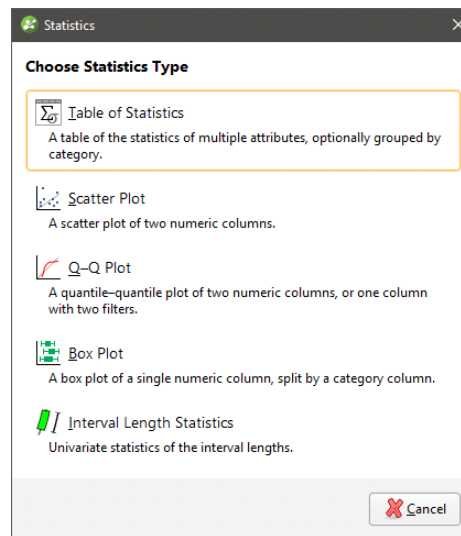 Statistics
Choose Statistics Type
Table of Statistics
A table of the statistics of multiple attributes, optionally grouped by
category.
Scatter Plot
A scatter plot of two numeric columns.
Q–Q Plot
A quantile–quantile plot of two numeric columns, or one column
with two filters.
Box Plot
A box plot of a single numeric column, split by a category column.
Interval Length Statistics
Univariate statistics of the interval lengths.
Cancel